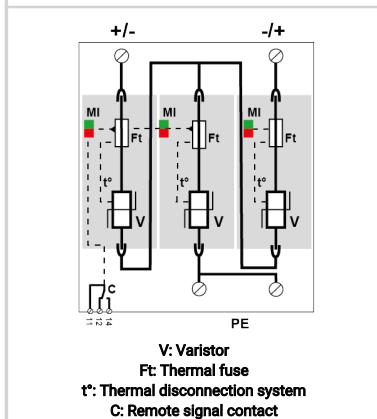 +/-
-/+
MI
MI
MI
Ft
Ft
Ft
t°
t°
t°
V
V
V
C
11
12
14
PE
V: Varistor
Ft: Thermal fuse
t°: Thermal disconnection system
C: Remote signal contact